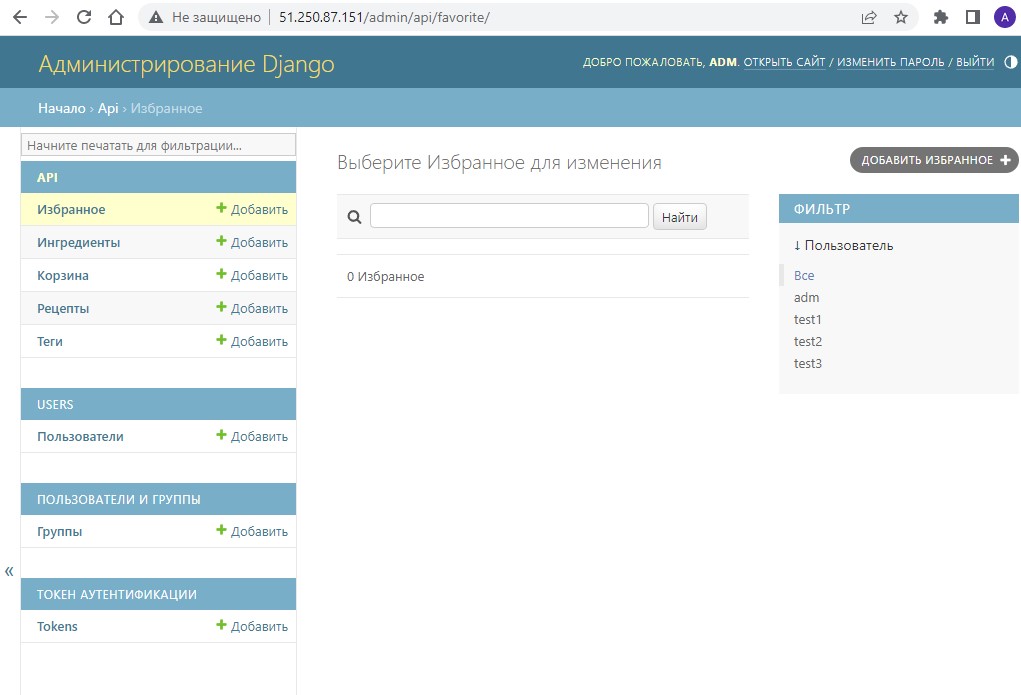 Не защищено 51.250.87.151/admin/api/favorite/ A
Администрирование Django
ДОБРО ПОЖАЛОВАТЬ, ADM. ОТКРЫТЬ САЙТ / ИЗМЕНИТЬ ПАРОЛЬ / ВЫЙТИ
Начало › Api › Избранное
Начните печатать для фильтрации...
API
Избранное + Добавить
Ингредиенты + Добавить
Корзина + Добавить
Рецепты + Добавить
Теги + Добавить
USERS
Пользователи + Добавить
ПОЛЬЗОВАТЕЛИ И ГРУППЫ
Группы + Добавить
«
ТОКЕН АУТЕНТИФИКАЦИИ
Tokens + Добавить
Выберите Избранное для изменения
ДОБАВИТЬ ИЗБРАННОЕ +
Найти
0 Избранное
ФИЛЬТР
↓ Пользователь
Все
adm
test1
test2
test3